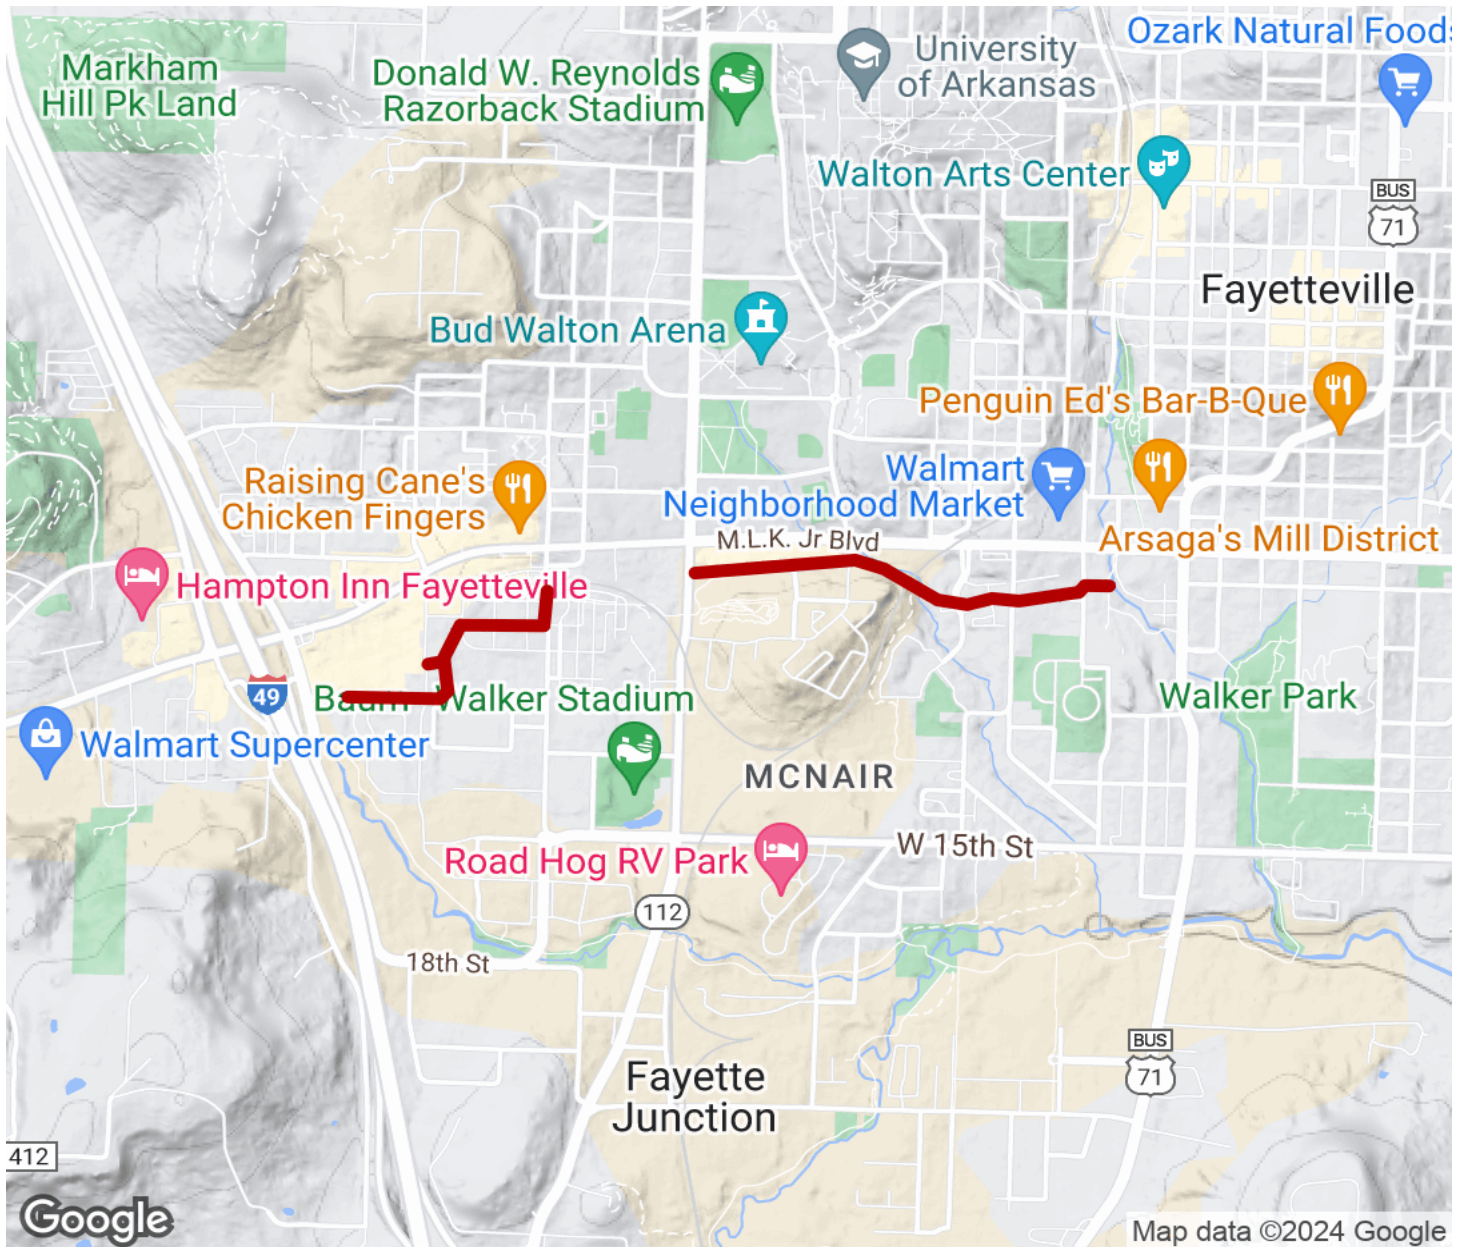 Ozark Natural Foods
Markham
Hill Pk Land
Donald W. Reynolds
Razorback Stadium
University
of Arkansas
Walton Arts Center
BUS
71
Fayetteville
Bud Walton Arena
Penguin Ed's Bar-B-Que
Raising Cane's
Chicken Fingers
Walmart
Neighborhood Market
M.L.K. Jr Blvd
Arsaga's Mill District
Hampton Inn Fayetteville
49
Baum-Walker Stadium
Walker Park
Walmart Supercenter
MCNAIR
W 15th St
Road Hog RV Park
112
18th St
BUS
71
Fayette
Junction
412
Google
Map data ©2024 Google